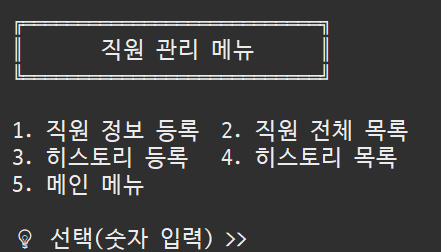 직원 관리 메뉴
1. 직원 정보 등록  2. 직원 전체 목록
3. 히스토리 등록  4. 히스토리 목록
5. 메인 메뉴
선택(숫자 입력) >>